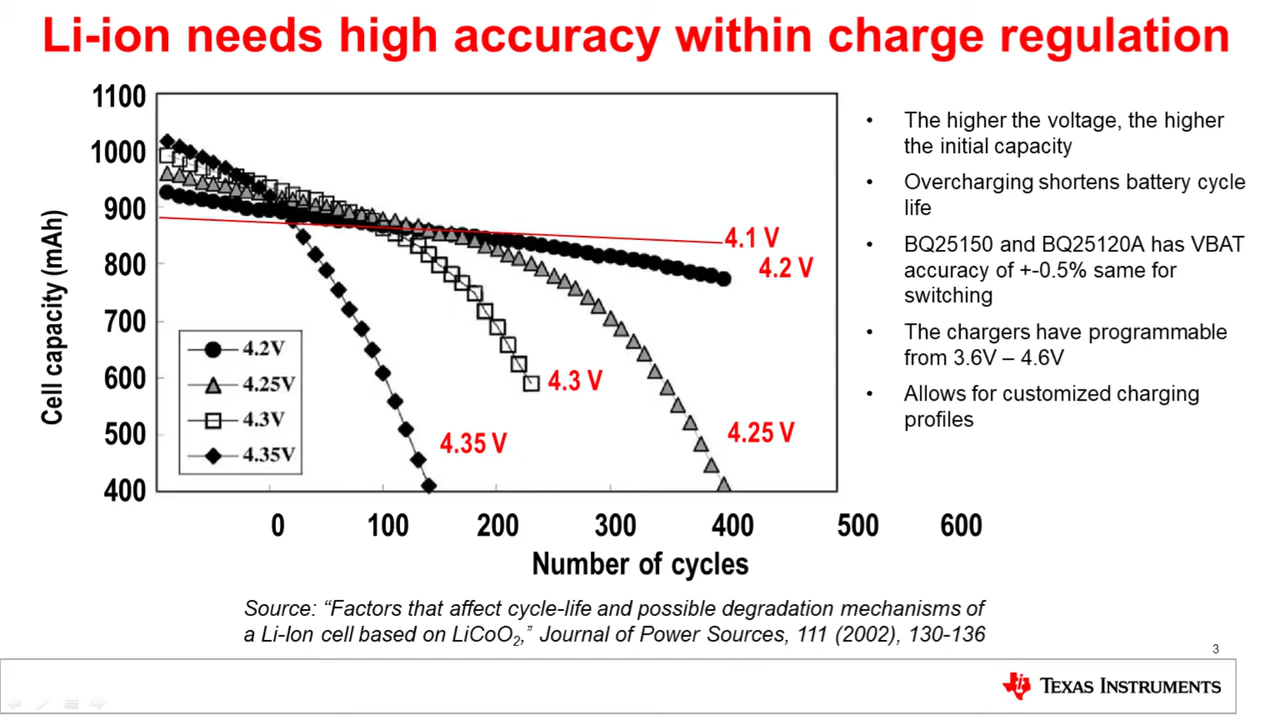 Li-ion needs high accuracy within charge regulation
1100
1000
900
800
700
600
500
400
Cell capacity (mAh)
4.2V
4.25V
4.3V
4.35V
4.1 V
4.2 V
4.3 V
4.35 V
4.25 V
0 100 200 300 400 500 600
Number of cycles
• The higher the voltage, the higher
the initial capacity
• Overcharging shortens battery cycle
life
• BQ25150 and BQ25120A has VBAT
accuracy of +-0.5% same for
switching
• The chargers have programmable
from 3.6V – 4.6V
• Allows for customized charging
profiles
Source: “Factors that affect cycle-life and possible degradation mechanisms of
a Li-Ion cell based on LiCoO₂,” Journal of Power Sources, 111 (2002), 130-136
3
TEXAS INSTRUMENTS